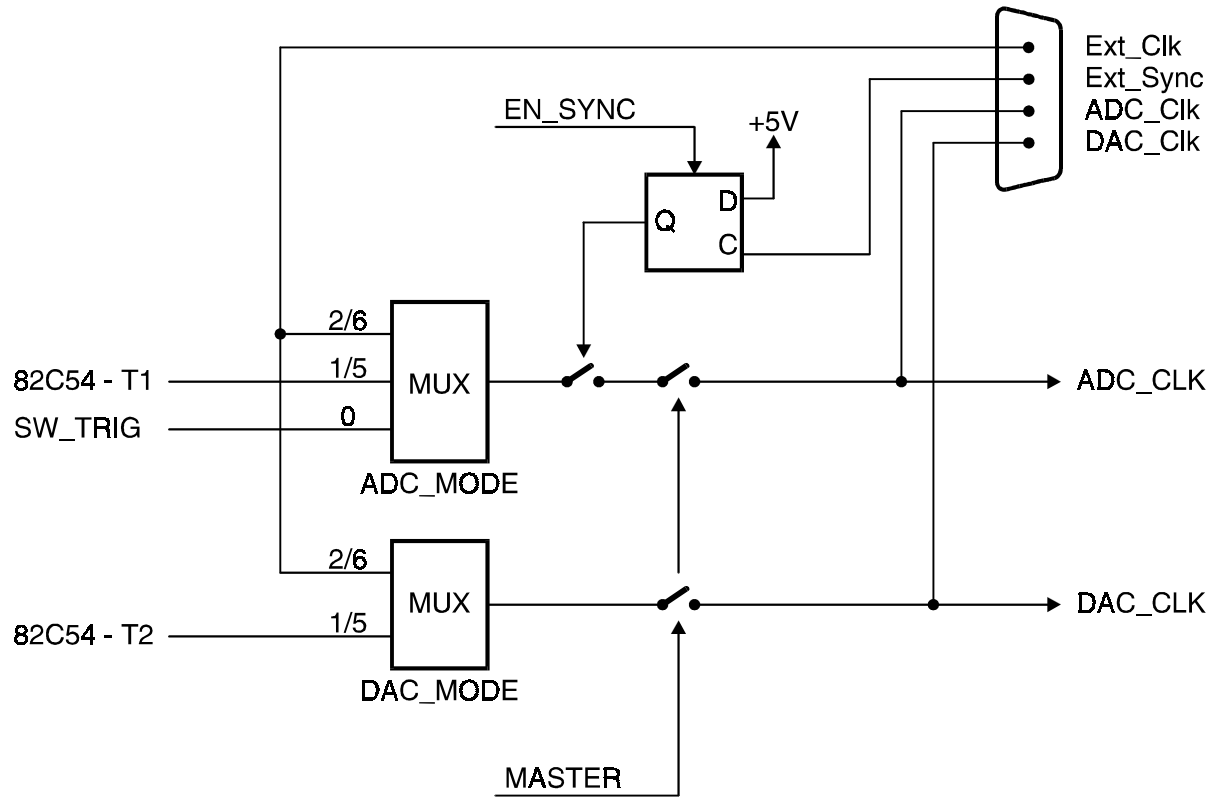 Ext_Clk
Ext_Sync
ADC_Clk
DAC_Clk
EN_SYNC
+5V
D
Q
C
2/6
82C54 - T1
1/5
MUX
ADC_CLK
SW_TRIG
0
ADC_MODE
2/6
MUX
DAC_CLK
82C54 - T2
1/5
DAC_MODE
MASTER